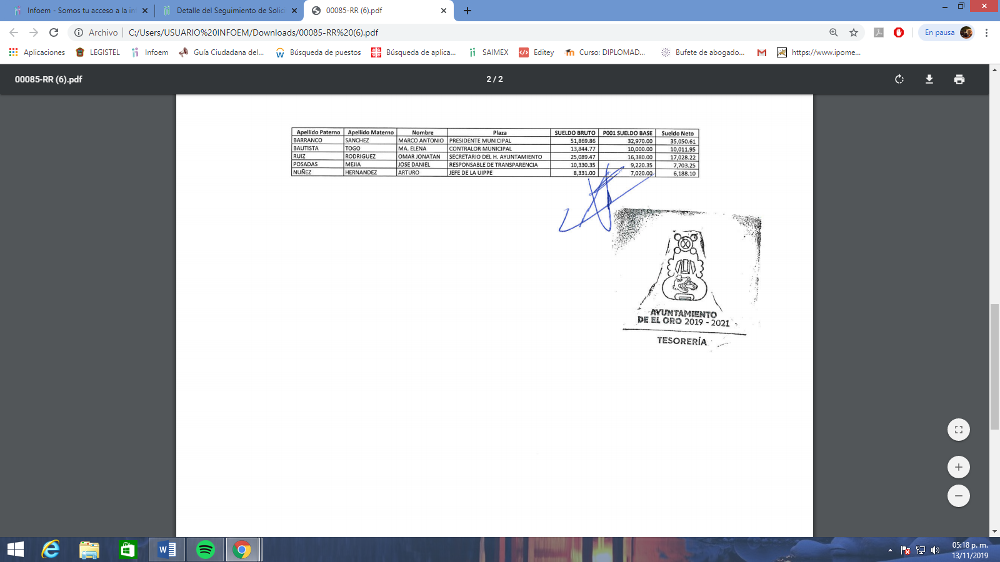 Infoem - Somos tu acceso a la in
Detalle del Seguimiento de Solici
00085-RR (6).pdf
Archivo
C:/Users/USUARIO%20INFOEM/Downloads/00085-RR%20(6).pdf
En pausa
Aplicaciones
LEGISTEL
Infoem
Guía Ciudadana del...
Búsqueda de puestos
Búsqueda de aplica...
SAIMEX
Editey
Curso: DIPLOMAD...
Bufete de abogado...
https://www.ipome...
00085-RR (6).pdf
2 / 2
Apellido Paterno Apellido Materno Nombre Plaza SUELDO BRUTO P001 SUELDO BASE Sueldo Neto
BARRANCO SANCHEZ MARCO ANTONIO PRESIDENTE MUNICIPAL 51,869.86 32,970.00 35,050.61
BAUTISTA TOGO MA. ELENA CONTRALOR MUNICIPAL 13,844.77 10,000.00 10,011.95
RUIZ RODRIGUEZ OMAR JONATAN SECRETARIO DEL H. AYUNTAMIENTO 25,089.47 16,380.00 17,028.22
POSADAS MEJIA JOSE DANIEL RESPONSABLE DE TRANSPARENCIA 10,330.35 9,220.35 7,703.25
NUÑEZ HERNANDEZ ARTURO JEFE DE LA UIPPE 8,331.00 7,020.00 6,188.10
AYUNTAMIENTO
DE EL ORO 2019 - 2021
TESORERÍA
05:18 p. m.
13/11/2019